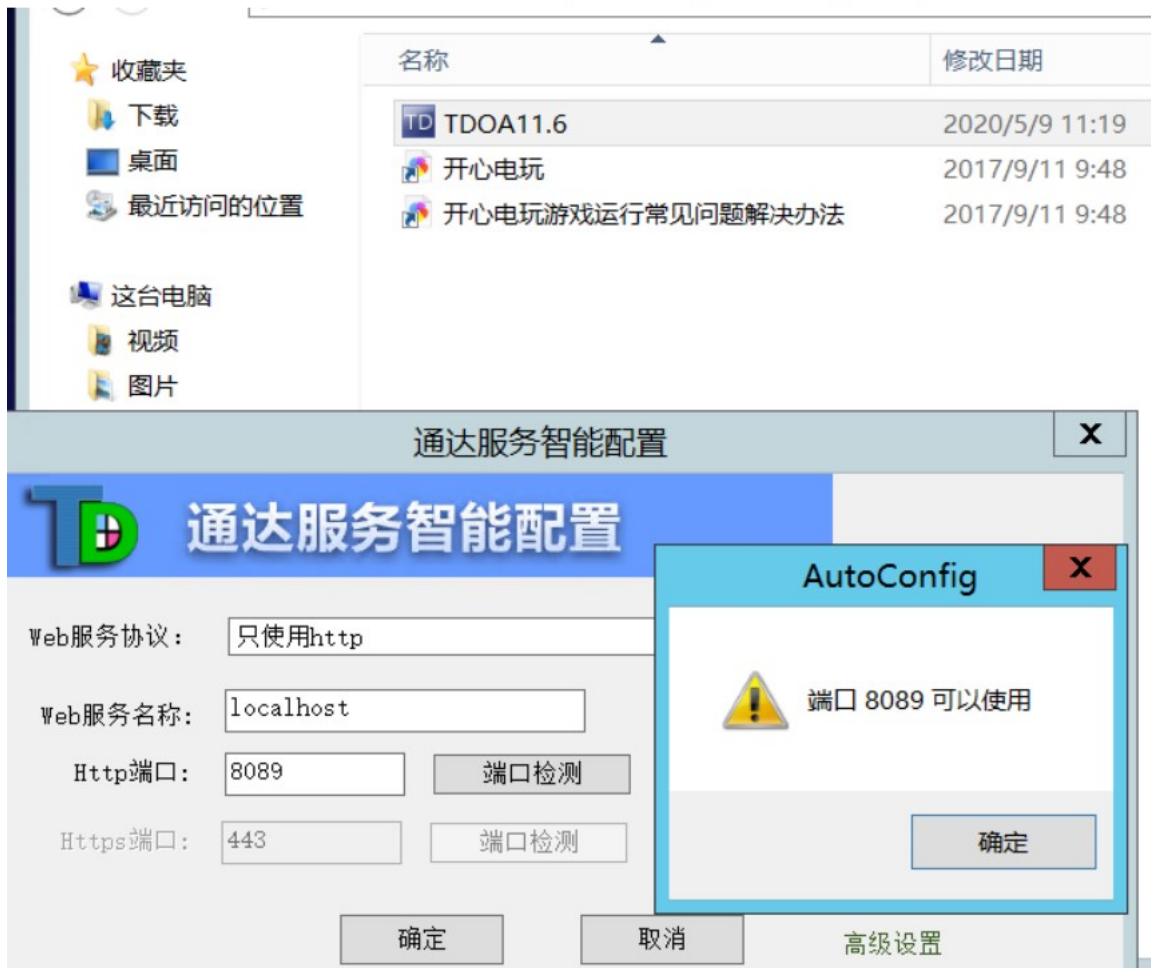 收藏夹
下载
桌面
最近访问的位置
这台电脑
视频
图片
名称 修改日期
TD TDOA11.6 2020/5/9 11:19
开心电玩 2017/9/11 9:48
开心电玩游戏运行常见问题解决办法 2017/9/11 9:48
通达服务智能配置 X
TD 通达服务智能配置
Web服务协议: 只使用http
Web服务名称: localhost
Http端口: 8089 端口检测
Https端口: 443 端口检测
确定 取消 高级设置
AutoConfig X
端口 8089 可以使用
确定